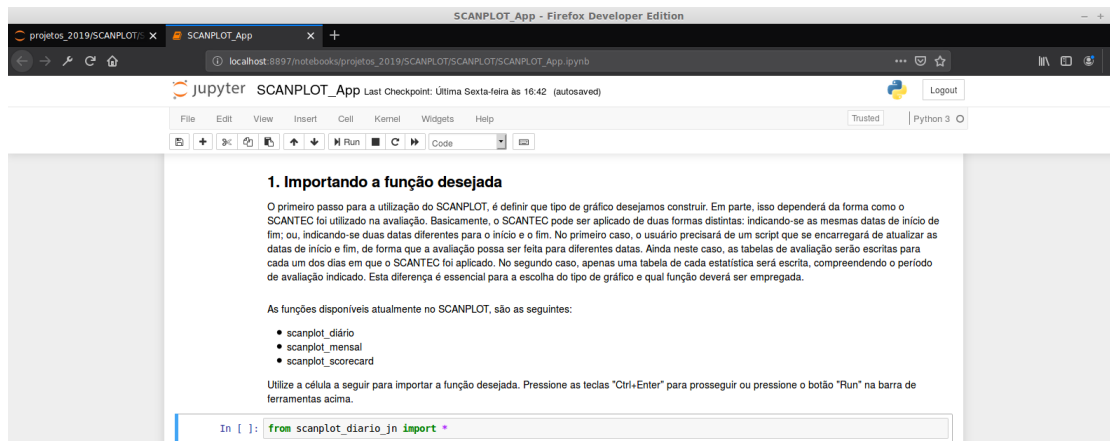 SCANPLOT_App - Firefox Developer Edition
projetos_2019/SCANPLOT/S
SCANPLOT_App
localhost:8897/notebooks/projetos_2019/SCANPLOT/SCANPLOT/SCANPLOT_App.ipynb
jupyter SCANPLOT_App Last Checkpoint: Última Sexta-feira às 16:42 (autosaved)
Logout
File Edit View Insert Cell Kernel Widgets Help
Trusted
Python 3
Run
Code
1. Importando a função desejada
O primeiro passo para a utilização do SCANPLOT, é definir que tipo de gráfico desejamos construir. Em parte, isso dependerá da forma como o
SCANTEC foi utilizado na avaliação. Basicamente, o SCANTEC pode ser aplicado de duas formas distintas: indicando-se as mesmas datas de início de
fim; ou, indicando-se duas datas diferentes para o início e o fim. No primeiro caso, o usuário precisará de um script que se encarregará de atualizar as
datas de início e fim, de forma que a avaliação possa ser feita para diferentes datas. Ainda neste caso, as tabelas de avaliação serão escritas para
cada um dos dias em que o SCANTEC foi aplicado. No segundo caso, apenas uma tabela de cada estatística será escrita, compreendendo o período
de avaliação indicado. Esta diferença é essencial para a escolha do tipo de gráfico e qual função deverá ser empregada.
As funções disponíveis atualmente no SCANPLOT, são as seguintes:
scanplot_diário
scanplot_mensal
scanplot_scorecard
Utilize a célula a seguir para importar a função desejada. Pressione as teclas "Ctrl+Enter" para prosseguir ou pressione o botão "Run" na barra de
ferramentas acima.
In [ ]: from scanplot_diario_jn import *